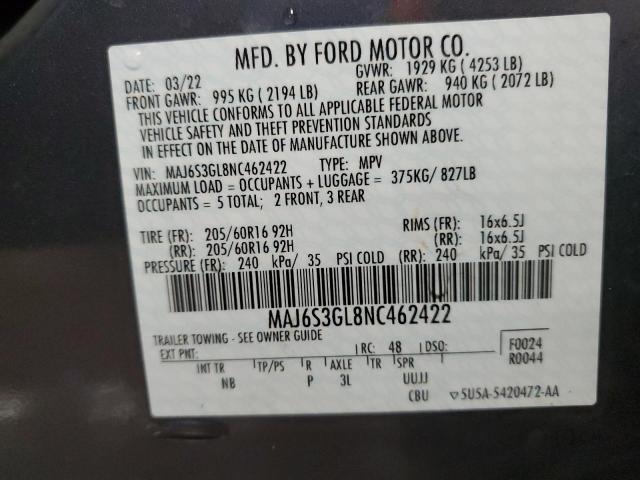 MFD. BY FORD MOTOR CO.
DATE: 03/22 GVWR: 1929 KG ( 4253 LB)
FRONT GAWR: 995 KG ( 2194 LB) REAR GAWR: 940 KG ( 2072 LB)
THIS VEHICLE CONFORMS TO ALL APPLICABLE FEDERAL MOTOR
VEHICLE SAFETY AND THEFT PREVENTION STANDARDS
IN EFFECT ON THE DATE OF MANUFACTURE SHOWN ABOVE.
VIN: MAJ6S3GL8NC462422 TYPE: MPV
MAXIMUM LOAD = OCCUPANTS + LUGGAGE = 375KG/ 827LB
OCCUPANTS = 5 TOTAL; 2 FRONT, 3 REAR
TIRE (FR): 205/60R16 92H RIMS (FR): 16x6.5J
(RR): 205/60R16 92H (RR): 16x6.5J
PRESSURE (FR): 240 kPa/ 35 PSI COLD (RR): 240 kPa/ 35 PSI COLD
MAJ6S3GL8NC462422
TRAILER TOWING - SEE OWNER GUIDE
EXT PNT: RC: 48 DSO: F0024
R0044
INT TR TP/PS R AXLE TR SPR
NB P 3L UUJJ
CBU ▽5U5A-5420472-AA